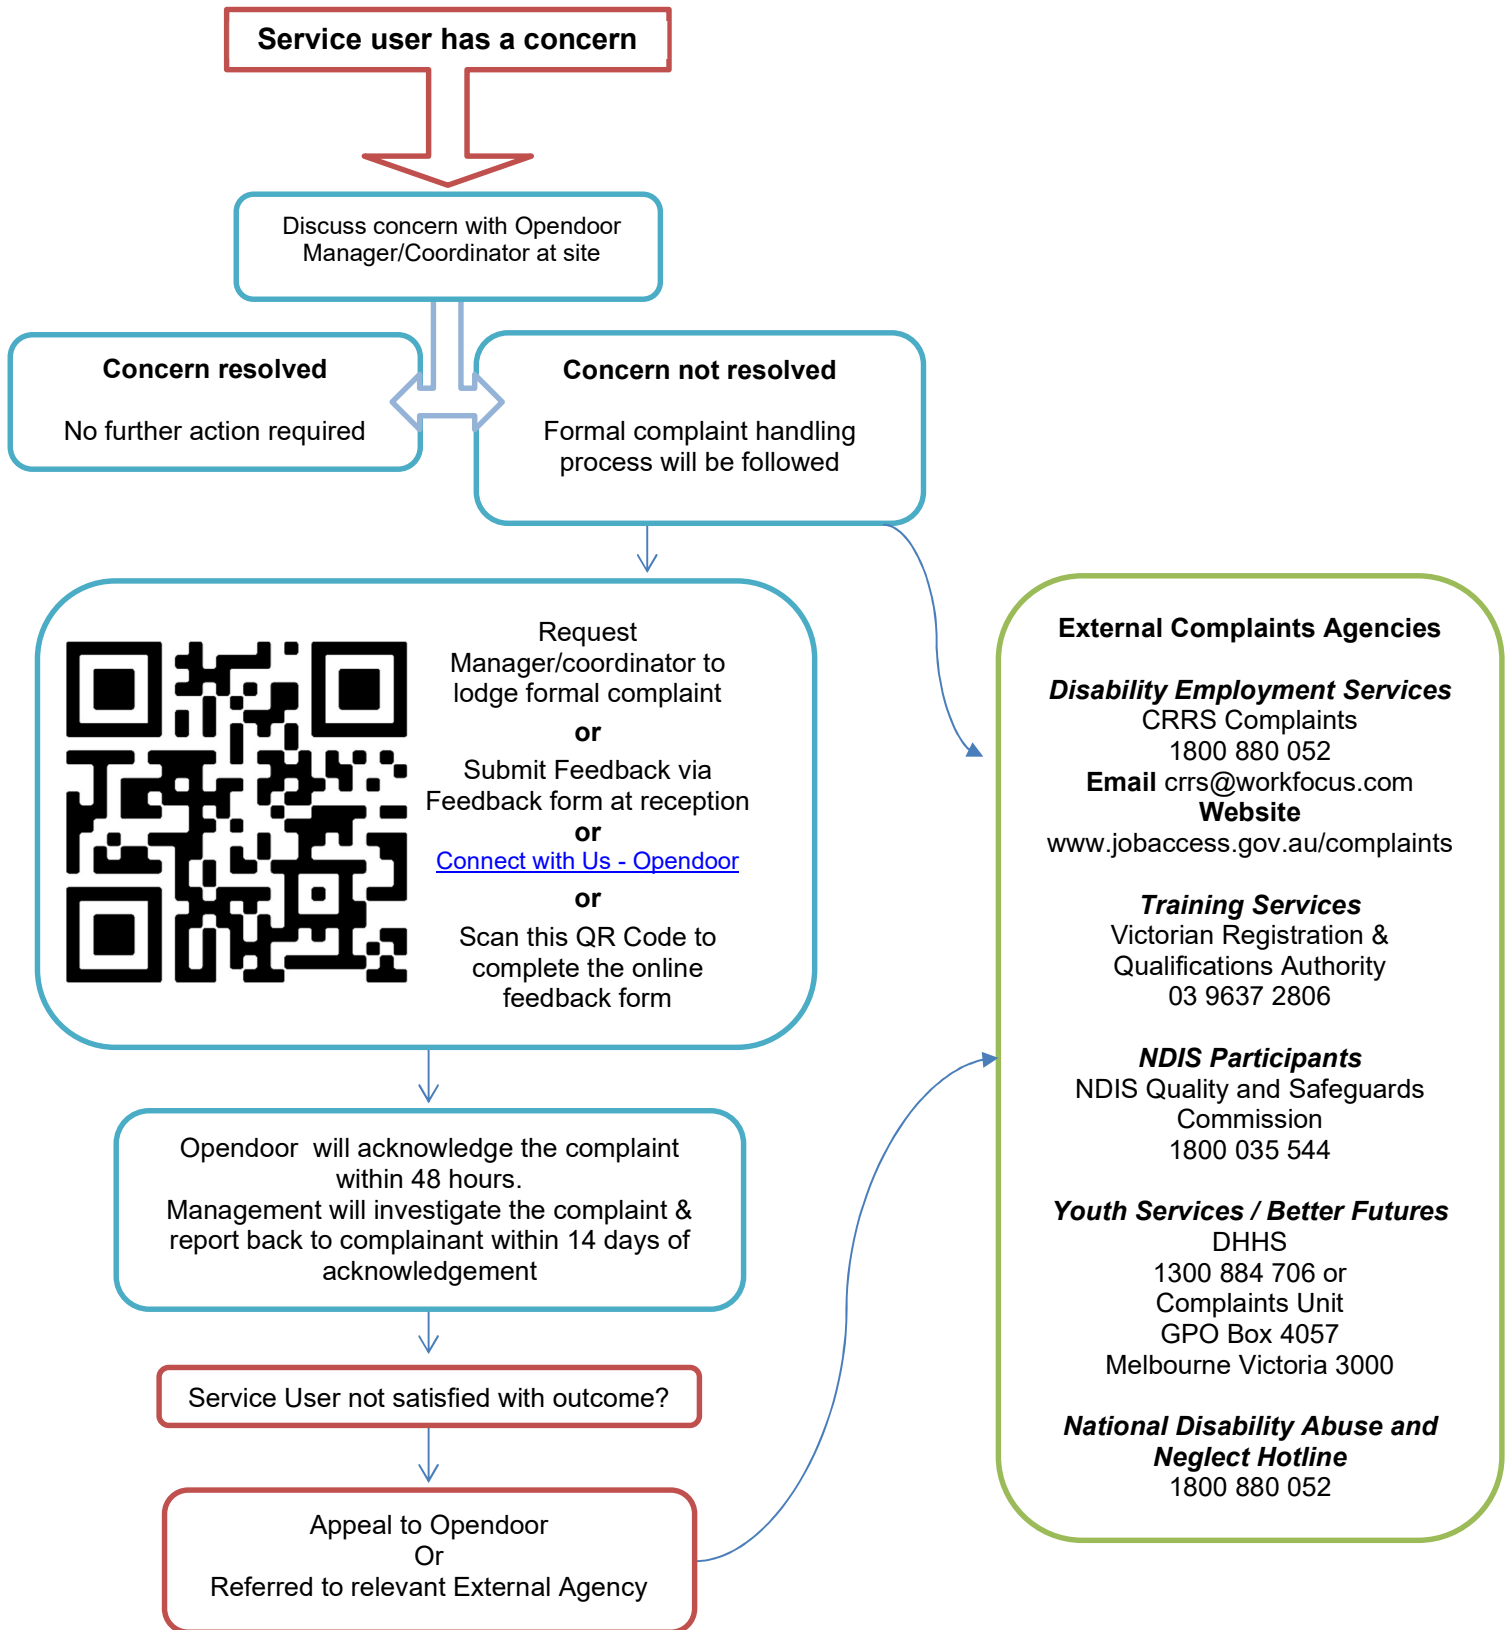 Service user has a concern
Discuss concern with Opendoor
Manager/Coordinator at site
Concern resolved
No further action required
Concern not resolved
Formal complaint handling
process will be followed
Request
Manager/coordinator to
lodge formal complaint
or
Submit Feedback via
Feedback form at reception
or
Connect with Us - Opendoor
or
Scan this QR Code to
complete the online
feedback form
Opendoor  will acknowledge the complaint
within 48 hours.
Management will investigate the complaint &
report back to complainant within 14 days of
acknowledgement
Service User not satisfied with outcome?
Appeal to Opendoor
Or
Referred to relevant External Agency
External Complaints Agencies
Disability Employment Services
CRRS Complaints
1800 880 052
Email crrs@workfocus.com
Website
www.jobaccess.gov.au/complaints
Training Services
Victorian Registration &
Qualifications Authority
03 9637 2806
NDIS Participants
NDIS Quality and Safeguards
Commission
1800 035 544
Youth Services / Better Futures
DHHS
1300 884 706 or
Complaints Unit
GPO Box 4057
Melbourne Victoria 3000
National Disability Abuse and
Neglect Hotline
1800 880 052